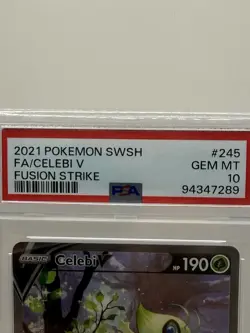 2021 POKEMON SWSH #245
FA/CELEBI V GEM MT
FUSION STRIKE 10
PSA 94347289
BASIC Celebi V HP 190